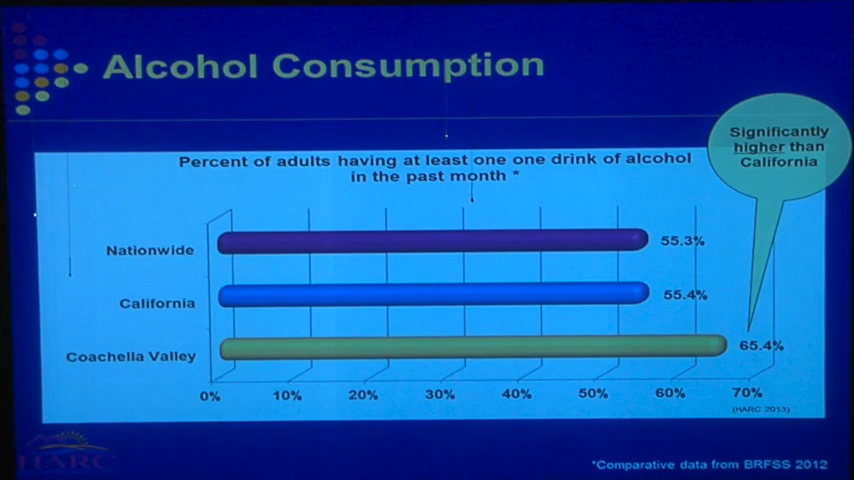 Alcohol Consumption
Significantly
higher than
California
Percent of adults having at least one one drink of alcohol
in the past month *
Nationwide
55.3%
California
55.4%
Coachella Valley
65.4%
0% 10% 20% 30% 40% 50% 60% 70%
(HARC 2013)
HARC
*Comparative data from BRFSS 2012